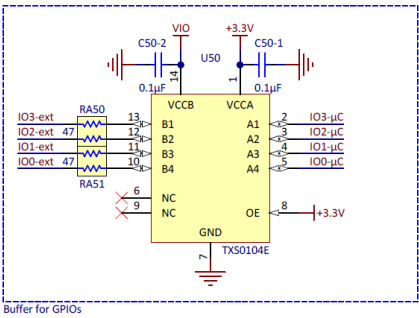 VIO
+3.3V
C50-2
U50
C50-1
0.1µF
14
1
0.1µF
VCCB
VCCA
RA50
IO3-ext
13
B1
A1
2
IO3-µC
IO2-ext
47
12
B2
A2
3
IO2-µC
IO1-ext
11
B3
A3
4
IO1-µC
IO0-ext
47
10
B4
A4
5
IO0-µC
RA51
6
NC
9
NC
OE
8
+3.3V
GND
7
TXS0104E
Buffer for GPIOs